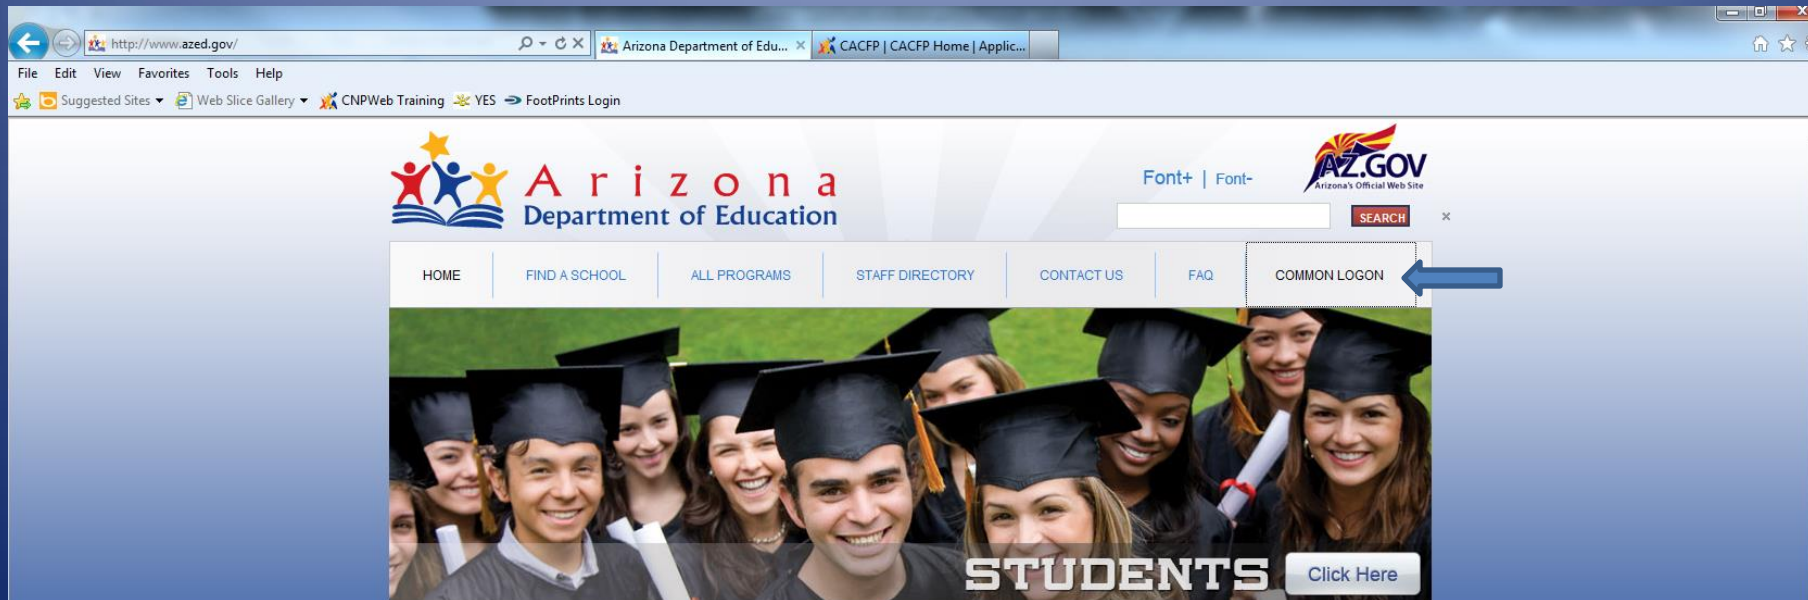 http://www.azed.gov/
Arizona Department of Edu...
CACFP | CACFP Home | Applic...
File Edit View Favorites Tools Help
Suggested Sites Web Slice Gallery CNPWeb Training YES FootPrints Login
Arizona
Department of Education
Font+ | Font-
AZ.GOV
Arizona's Official Web Site
SEARCH
HOME FIND A SCHOOL ALL PROGRAMS STAFF DIRECTORY CONTACT US FAQ COMMON LOGON
STUDENTS
Click Here